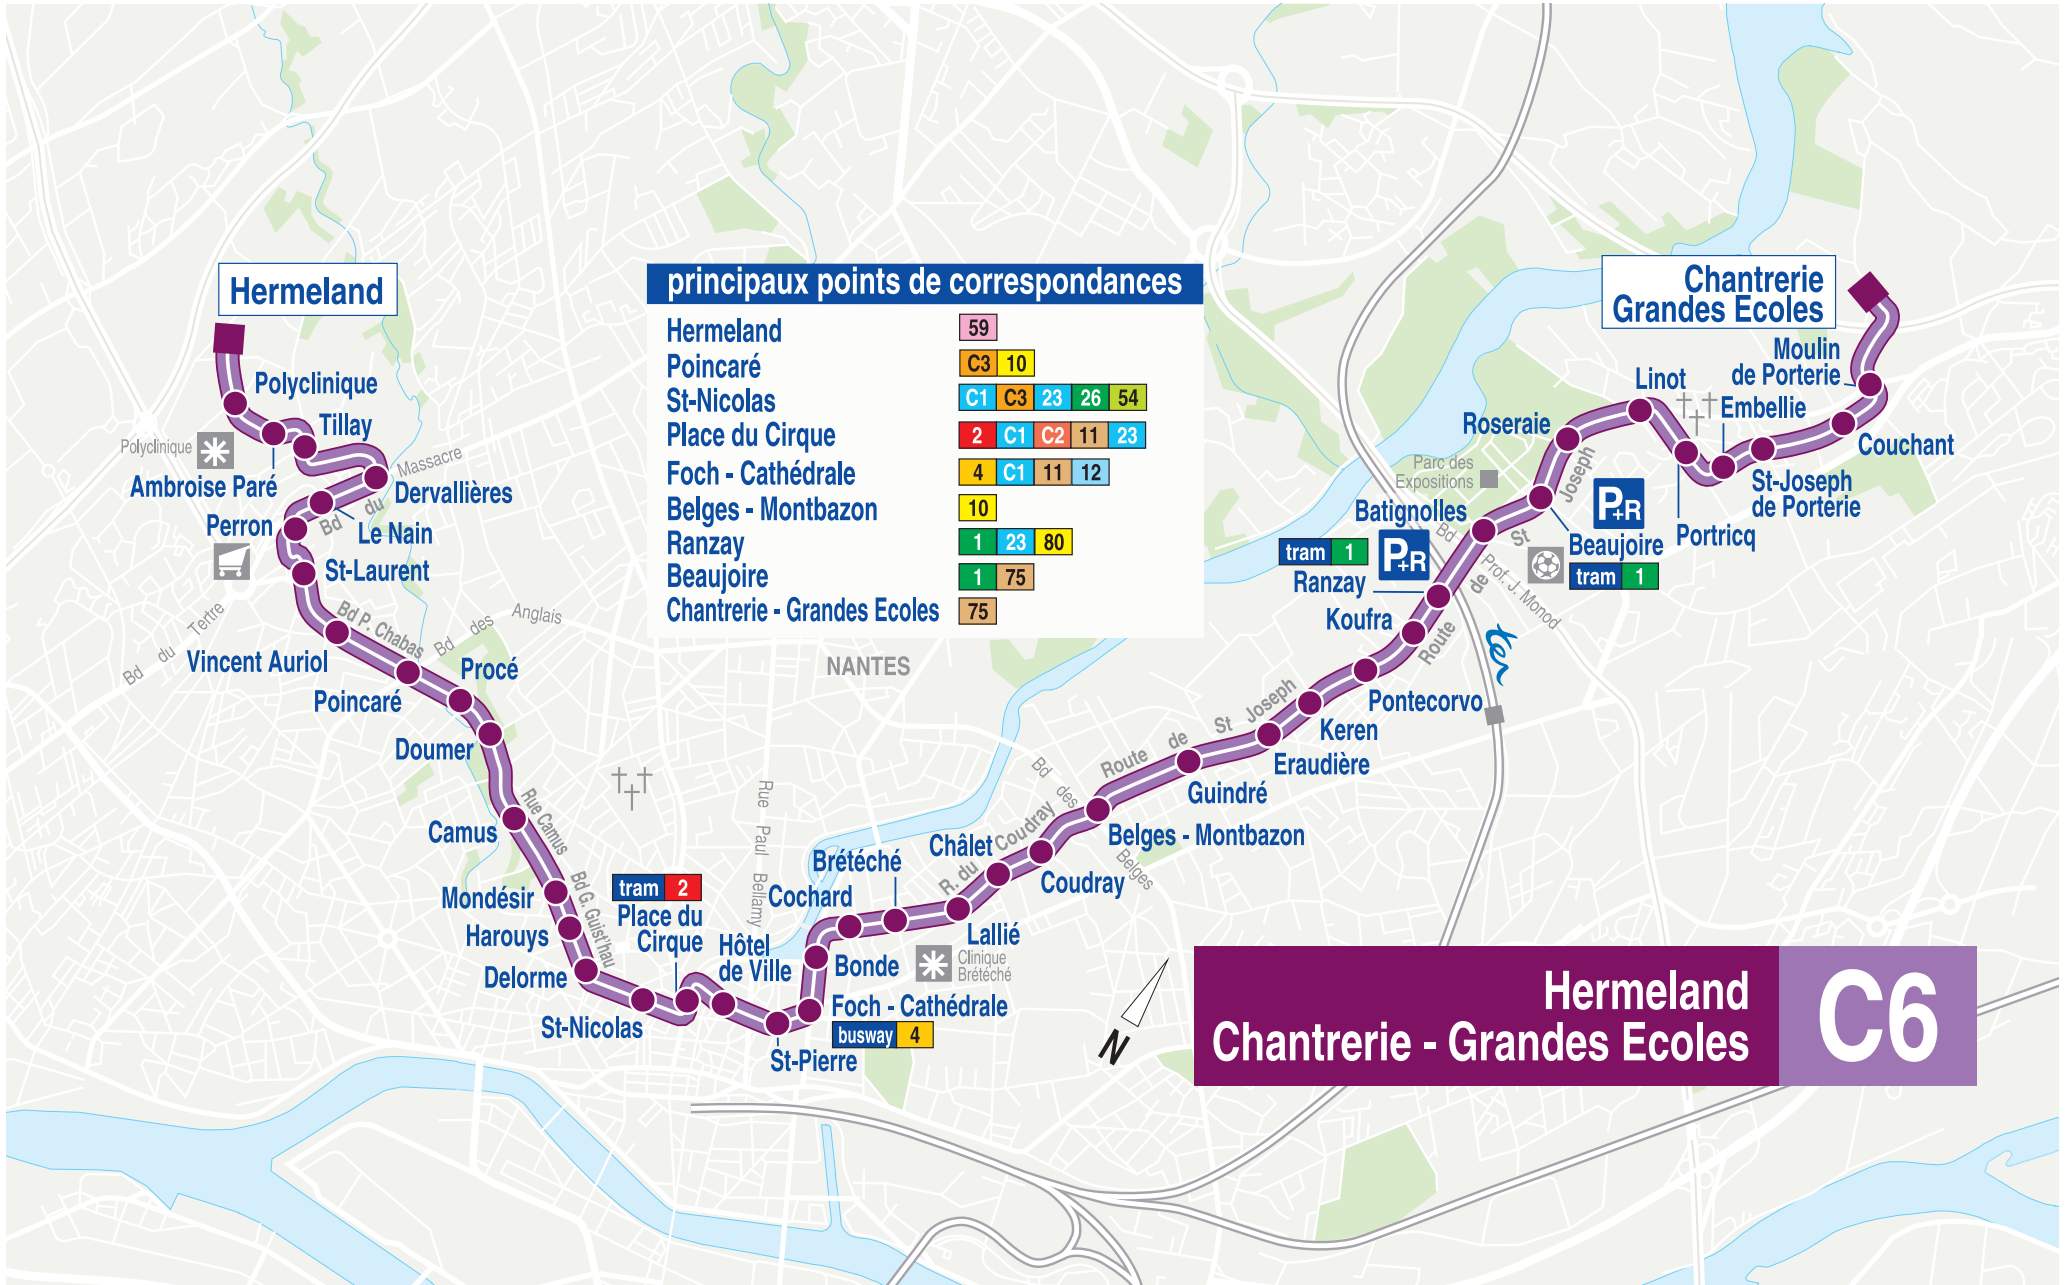 Hermeland
Polyclinique
Tillay
Polyclinique
Ambroise Paré
Massacre
du
Bd
Dervallières
Perron
Le Nain
St-Laurent
Bd du Tertre
Bd P. Chabas
Bd des Anglais
Vincent Auriol
Procé
Poincaré
Doumer
Camus
Rue Camus
Mondésir
Bd G. Guist'hau
Harouys
Delorme
St-Nicolas
tram 2
Place du
Cirque
Hôtel
de Ville
Rue Paul Bellamy
St-Pierre
Foch - Cathédrale
busway 4
Bonde
Cochard
Brétéché
Lallié
Clinique
Brétéché
Châlet
R. du Coudray
Coudray
Bd des Belges
Belges - Montbazon
Route de St Joseph
Guindré
Eraudière
Keren
Pontecorvo
ter
Koufra
Ranzay
tram 1
P+R
Batignolles
Bd Prof. J. Monod
Route de St Joseph
Parc des
Expositions
Roseraie
P+R
Beaujoire
tram 1
Linot
Portricq
Embellie
St-Joseph
de Porterie
Couchant
Moulin
de Porterie
Chantrerie
Grandes Ecoles
NANTES
N
principaux points de correspondances
Hermeland 59
Poincaré C3 10
St-Nicolas C1 C3 23 26 54
Place du Cirque 2 C1 C2 11 23
Foch - Cathédrale 4 C1 11 12
Belges - Montbazon 10
Ranzay 1 23 80
Beaujoire 1 75
Chantrerie - Grandes Ecoles 75
Hermeland
Chantrerie - Grandes Ecoles
C6